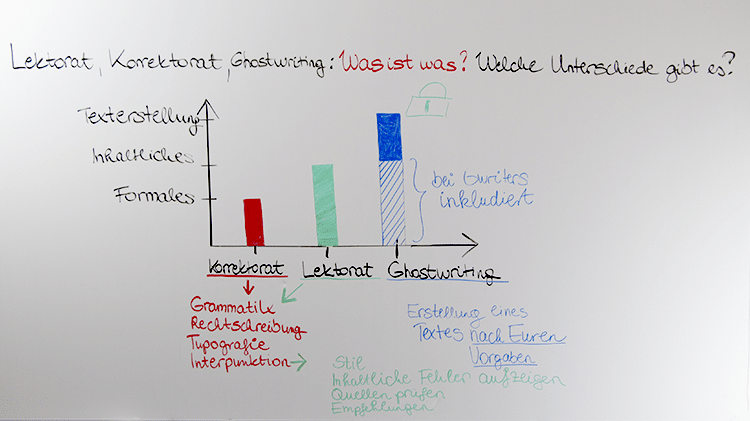 Lektorat, Korrektorat, Ghostwriting: Was ist was? Welche Unterschiede gibt es?
Texterstellung
Inhaltliches
Formales
bei Gwriters
inkludiert
Korrektorat Lektorat Ghostwriting
Grammatik
Rechtschreibung
Typografie
Interpunktion
Erstellung eines
Textes nach Euren
Vorgaben
Stil
Inhaltliche Fehler aufzeigen
Quellen prüfen
Empfehlungen